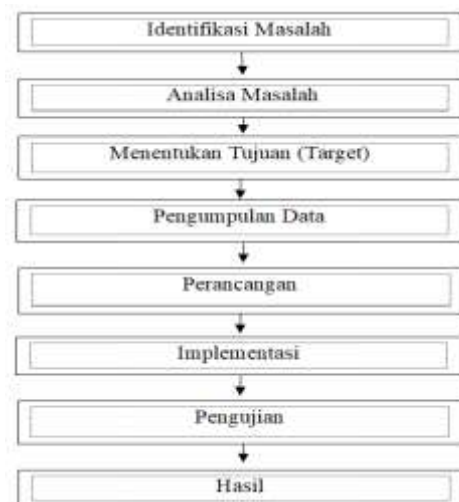 Identifikasi Masalah
Analisa Masalah
Menentukan Tujuan (Target)
Pengumpulan Data
Perancangan
Implementasi
Pengujian
Hasil